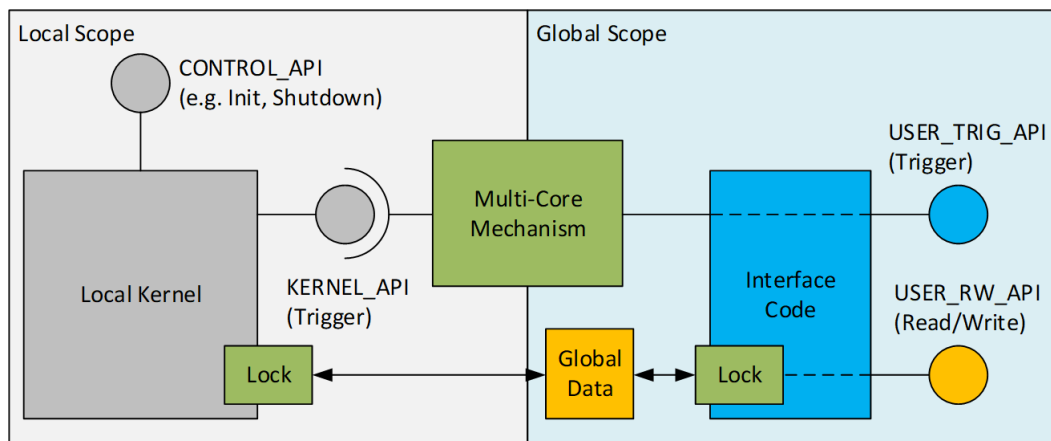 Local Scope
Global Scope
CONTROL_API
(e.g. Init, Shutdown)
USER_TRIG_API
(Trigger)
Multi-Core
Mechanism
Local Kernel
KERNEL_API
(Trigger)
Interface
Code
USER_RW_API
(Read/Write)
Lock
Global
Data
Lock